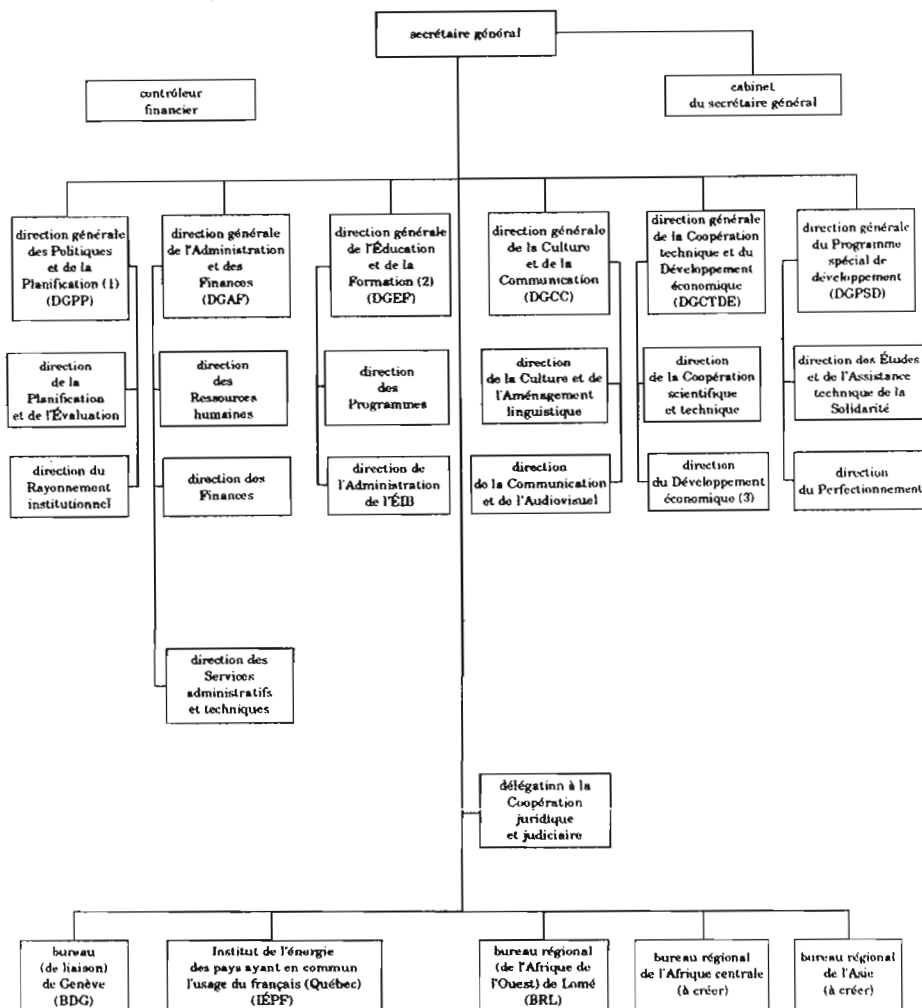 secrétaire général
contrôleur
financier
cabinet
du secrétaire général
direction générale
des Politiques
et de la
Planification (1)
(DGPP)
direction générale
de l'Administration
et des
Finances
(DGAF)
direction générale
de l'Éducation
et de la
Formation (2)
(DGEF)
direction générale
de la Culture
et de la
Communication
(DGCC)
direction générale
de la Coopération
technique et du
Développement
économique
(DGCTDE)
direction générale
du Programme
spécial de
développement
(DGPSD)
direction
de la
Planification
et de l'Évaluation
direction
des
Ressources
humaines
direction
des
Programmes
direction
de la Culture et de
l'Aménagement
linguistique
direction
de la Coopération
scientifique
et technique
direction des Études
et de l'Assistance
technique de la
Solidarité
direction du
Rayonnement
institutionnel
direction des
Finances
direction de
l'Administration
de l'ÉIB
direction
de la Communication
et de l'Audiovisuel
direction
du Développement
économique (3)
direction
du Perfectionnement
direction des
Services
administratifs
et techniques
délégation à la
Coopération
juridique
et judiciaire
bureau
(de liaison)
de Genève
(BDG)
Institut de l'énergie
des pays ayant en commun
l'usage du français (Québec)
(IÉPF)
bureau régional
(de l'Afrique de
l'Ouest) de Lomé
(BRL)
bureau régional
de l'Afrique centrale
(à créer)
bureau régional
de l'Asie
(à créer)